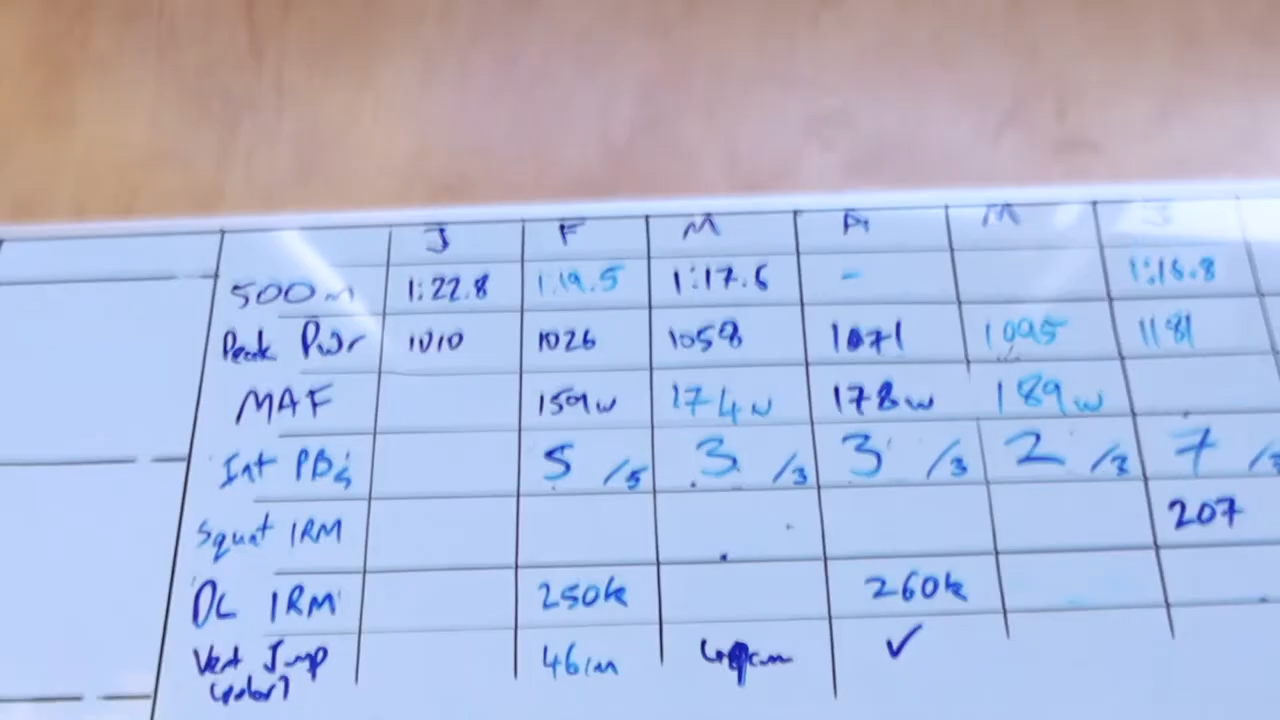 J F M A M J
500m 1:22.8 1:19.5 1:17.6 - 1:16.8
Peak Pwr 1010 1026 1058 1071 1095 1181
MAF 159w 174w 178w 189w
Int PBs 5 /5 3 /3 3 /3 2 /3 7 /3
Squat 1RM 207
DL 1RM 250k 260k
Vert Jump 46cm ✓